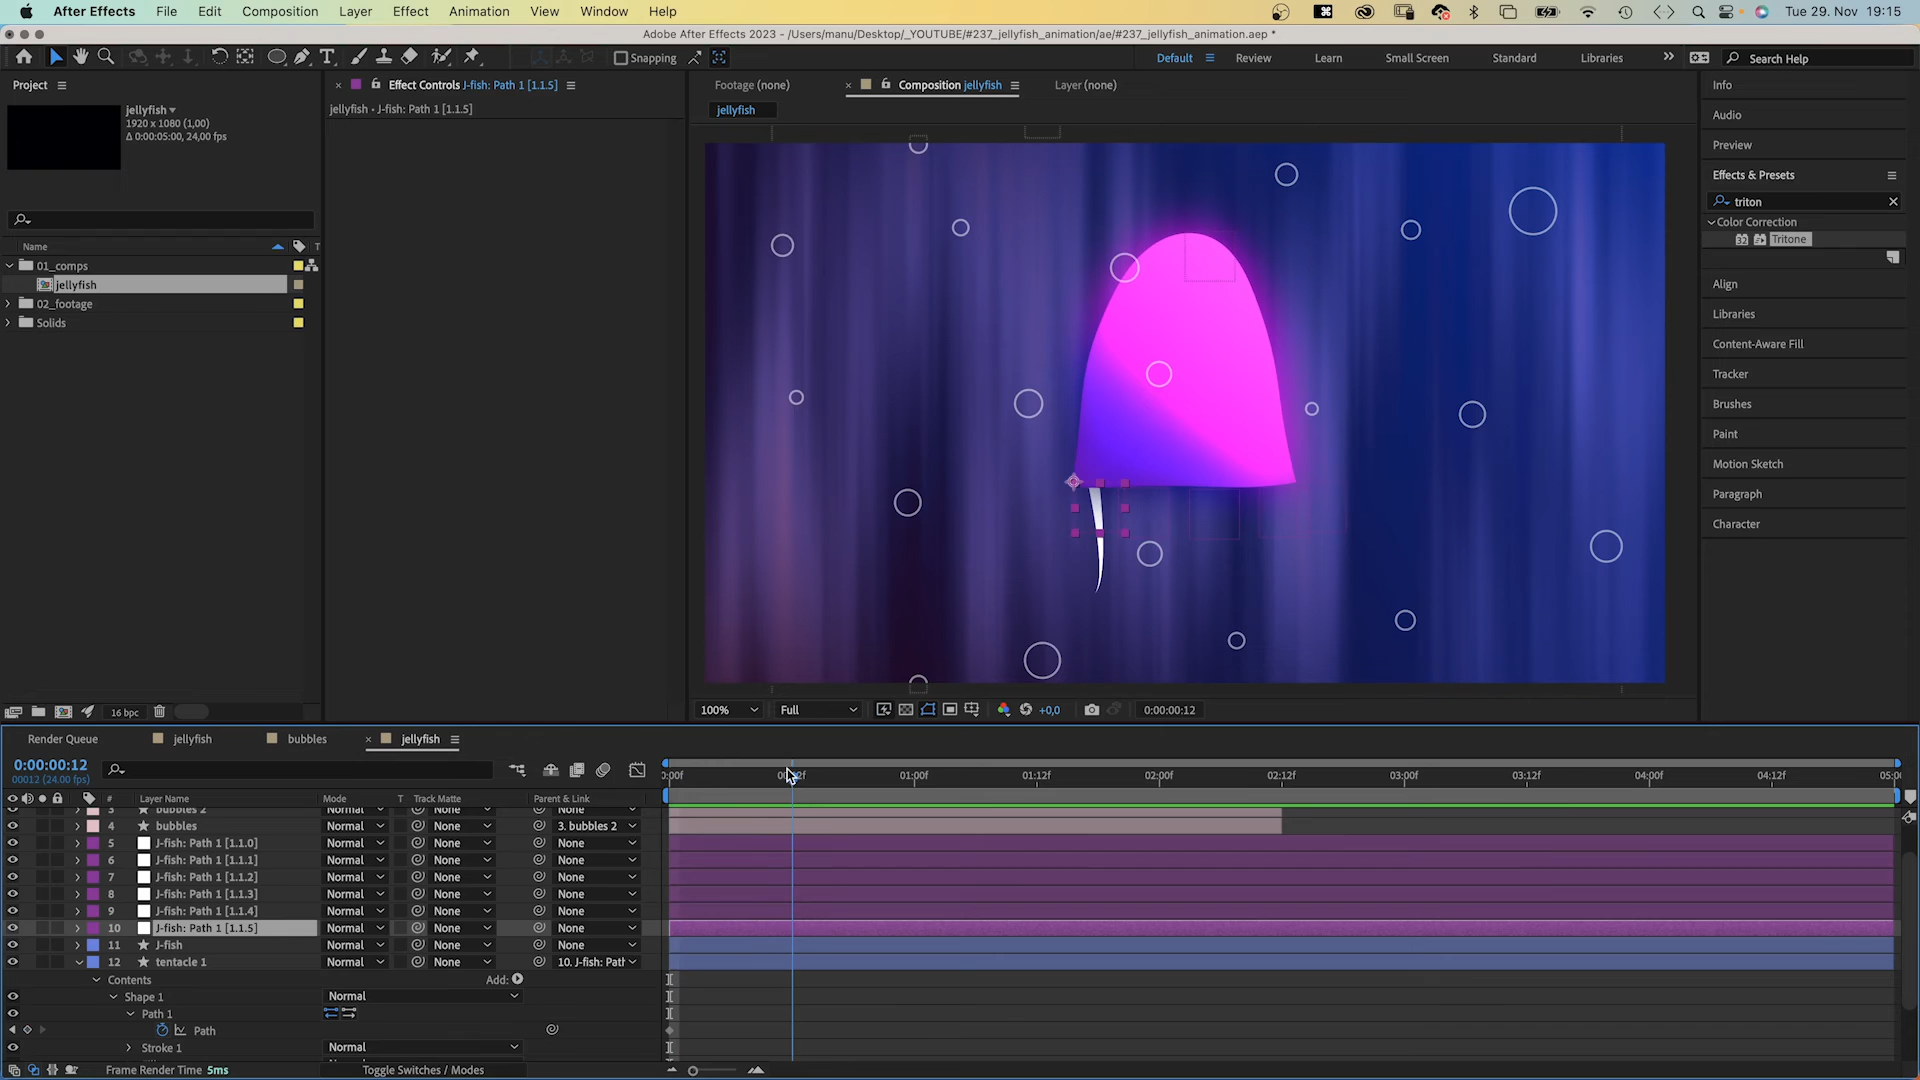 After Effects File Edit Composition Layer Effect Animation View Window Help Tue 29. Nov 19:15
Adobe After Effects 2023 - /Users/manu/Desktop/_YOUTUBE/#237_jellyfish_animation/ae/#237_jellyfish_animation.aep *
Snapping Default Review Learn Small Screen Standard Libraries Search Help
Project
jellyfish
1920 x 1080 (1,00)
Δ 0:00:05:00, 24,00 fps
Name T
01_comps
jellyfish
02_footage
Solids
16 bpc
Effect Controls J-fish: Path 1 [1.1.5]
jellyfish • J-fish: Path 1 [1.1.5]
Footage (none) Composition jellyfish Layer (none)
jellyfish
100% Full +0,0 0:00:00:12
Info
Audio
Preview
Effects & Presets
triton
Color Correction
32 Tritone
Align
Libraries
Content-Aware Fill
Tracker
Brushes
Paint
Motion Sketch
Paragraph
Character
Render Queue jellyfish bubbles jellyfish
0:00:00:12
00012 (24.00 fps)
01:00f 01:12f 02:00f 02:12f 03:00f 03:12f 04:00f 04:12f
# Layer Name Mode T Track Matte Parent & Link
3 bubbles 2 Normal None None
4 bubbles Normal None 3. bubbles 2
5 J-fish: Path 1 [1.1.0] Normal None None
6 J-fish: Path 1 [1.1.1] Normal None None
7 J-fish: Path 1 [1.1.2] Normal None None
8 J-fish: Path 1 [1.1.3] Normal None None
9 J-fish: Path 1 [1.1.4] Normal None None
10 J-fish: Path 1 [1.1.5] Normal None None
11 J-fish Normal None None
12 tentacle 1 Normal None 10. J-fish: Patl
Contents Add:
Shape 1 Normal
Path 1
Path
Stroke 1 Normal
Frame Render Time 5ms Toggle Switches / Modes